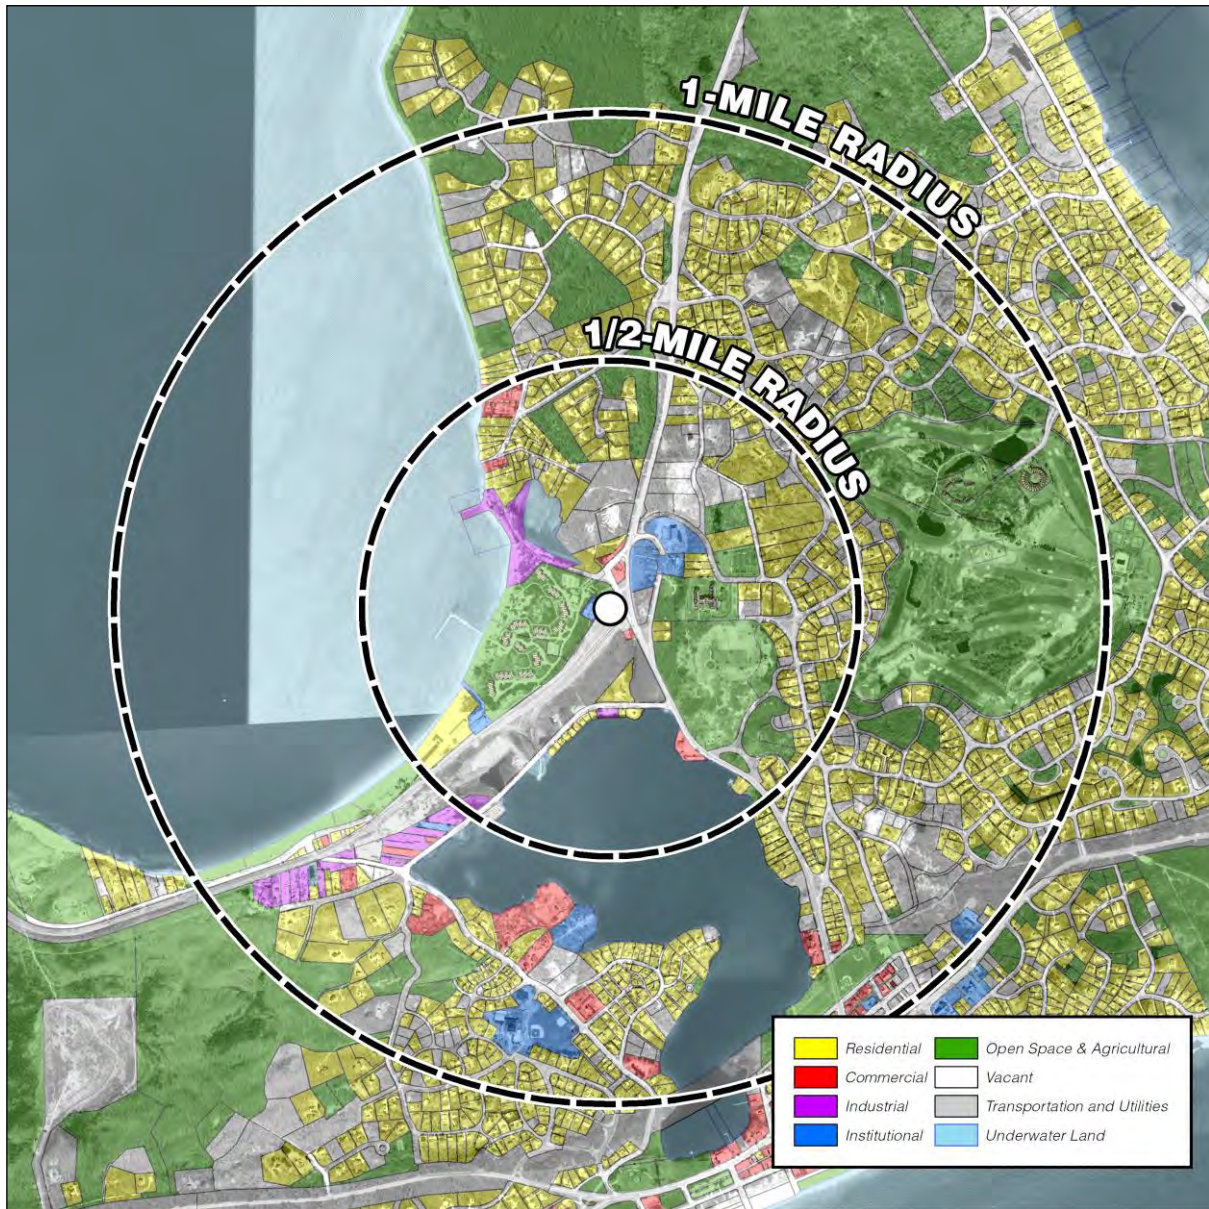 1-MILE RADIUS
1/2-MILE RADIUS
Residential
Open Space & Agricultural
Commercial
Vacant
Industrial
Transportation and Utilities
Institutional
Underwater Land